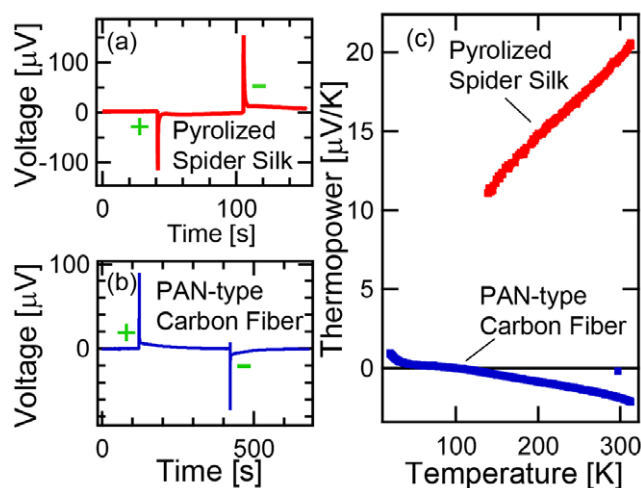 (a)
Voltage [μV]
100
0
-100
+
−
Pyrolized
Spider Silk
0
100
Time [s]
(b)
Voltage [μV]
100
0
PAN-type
Carbon Fiber
+
−
0
500
Time [s]
(c)
Thermopower [μV/K]
20
15
10
5
0
Pyrolized
Spider Silk
PAN-type
Carbon Fiber
100
200
300
Temperature [K]